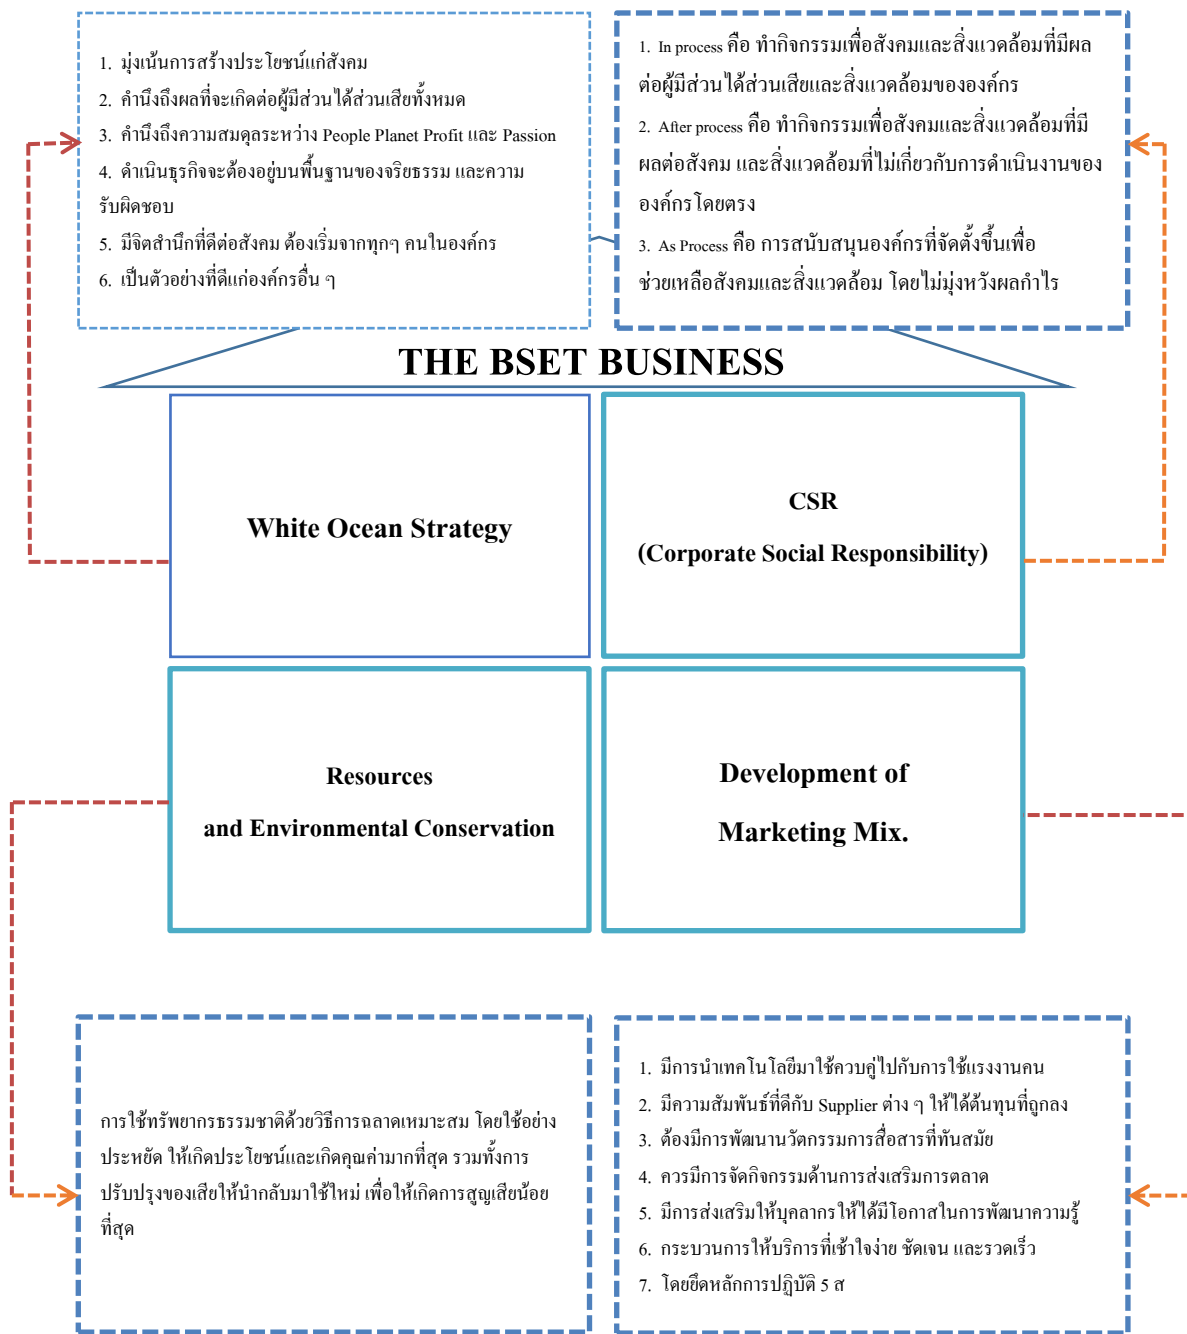 1. มุ่งเน้นการสร้างประโยชน์แก่สังคม
2. คำนึงถึงผลที่จะเกิดต่อผู้มีส่วนได้ส่วนเสียทั้งหมด
3. คำนึงถึงความสมดุลระหว่าง People Planet Profit และ Passion
4. ดำเนินธุรกิจจะต้องอยู่บนพื้นฐานของจริยธรรม และความ
รับผิดชอบ
5. มีจิตสำนึกที่ดีต่อสังคม ต้องเริ่มจากทุกๆ คนในองค์กร
6. เป็นตัวอย่างที่ดีแก่องค์กรอื่น ๆ
1. In process คือ ทำกิจกรรมเพื่อสังคมและสิ่งแวดล้อมที่มีผล
ต่อผู้มีส่วนได้ส่วนเสียและสิ่งแวดล้อมขององค์กร
2. After process คือ ทำกิจกรรมเพื่อสังคมและสิ่งแวดล้อมที่มี
ผลต่อสังคม และสิ่งแวดล้อมที่ไม่เกี่ยวกับการดำเนินงานของ
องค์กรโดยตรง
3. As Process คือ การสนับสนุนองค์กรที่จัดตั้งขึ้นเพื่อ
ช่วยเหลือสังคมและสิ่งแวดล้อม โดยไม่มุ่งหวังผลกำไร
THE BSET BUSINESS
White Ocean Strategy
CSR
(Corporate Social Responsibility)
Resources
and Environmental Conservation
Development of
Marketing Mix.
การใช้ทรัพยากรธรรมชาติด้วยวิธีการฉลาดเหมาะสม โดยใช้อย่าง
ประหยัด ให้เกิดประโยชน์และเกิดคุณค่ามากที่สุด รวมทั้งการ
ปรับปรุงของเสียให้นำกลับมาใช้ใหม่ เพื่อให้เกิดการสูญเสียน้อย
ที่สุด
1. มีการนำเทคโนโลยีมาใช้ควบคู่ไปกับการใช้แรงงานคน
2. มีความสัมพันธ์ที่ดีกับ Supplier ต่าง ๆ ให้ได้ต้นทุนที่ถูกลง
3. ต้องมีการพัฒนานวัตกรรมการสื่อสารที่ทันสมัย
4. ควรมีการจัดกิจกรรมด้านการส่งเสริมการตลาด
5. มีการส่งเสริมให้บุคลากรให้ได้มีโอกาสในการพัฒนาความรู้
6. กระบวนการให้บริการที่เข้าใจง่าย ชัดเจน และรวดเร็ว
7. โดยยึดหลักการปฏิบัติ 5 ส